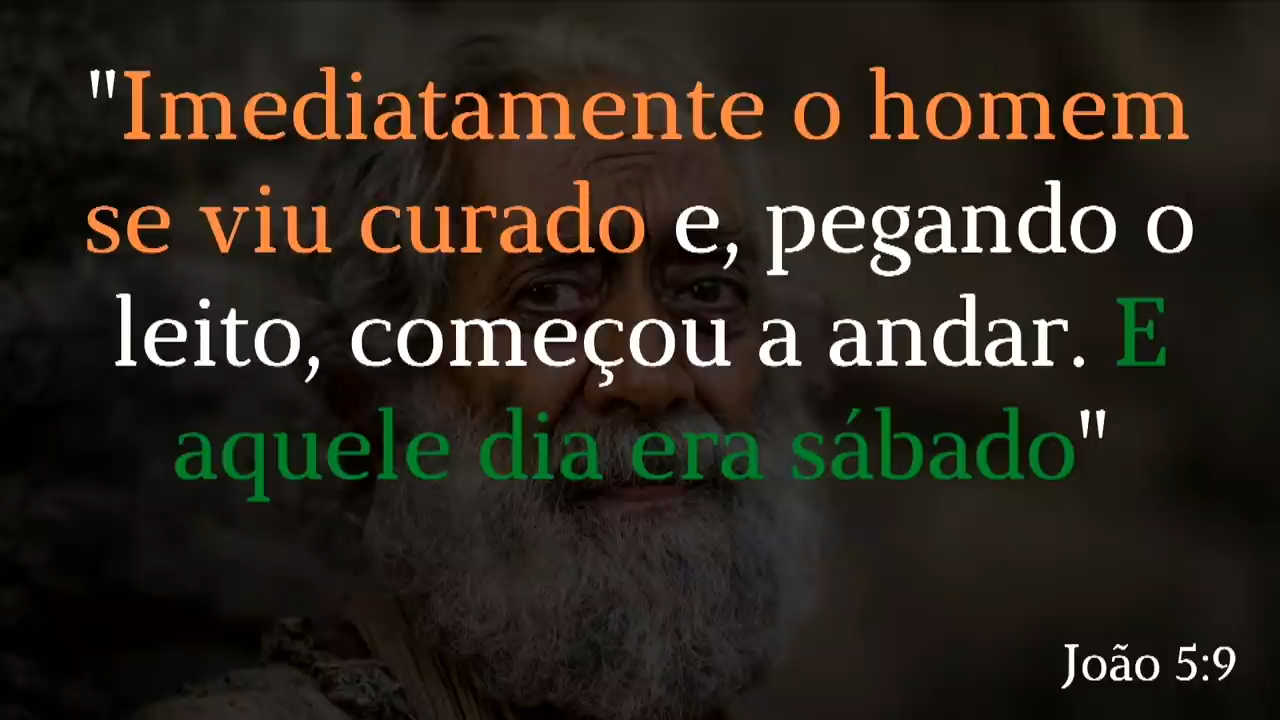 "Imediatamente o homem
se viu curado e, pegando o
leito, começou a andar. E
aquele dia era sábado"
João 5:9